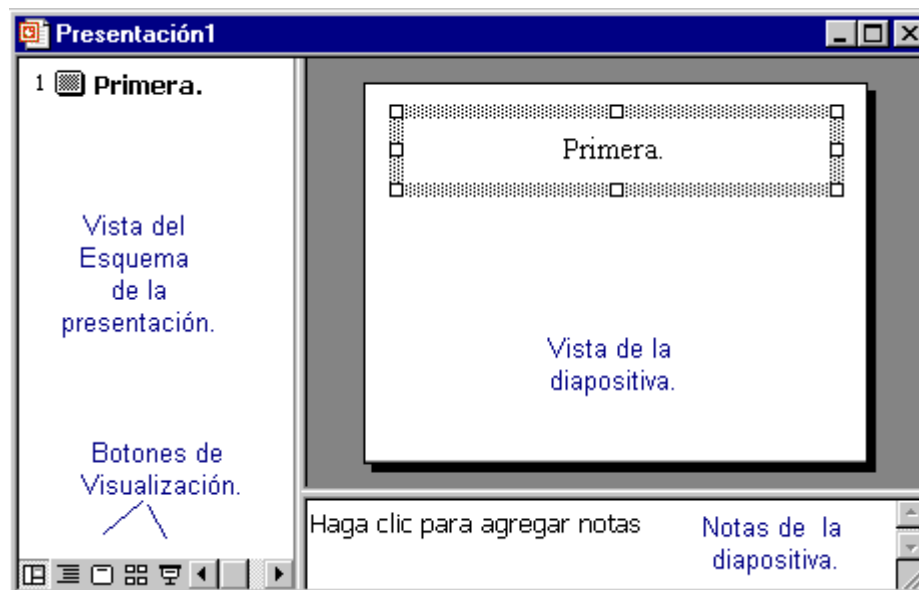 Presentación1
1 Primera.
Vista del
Esquema
de la
presentación.
Botones de
Visualización.
Primera.
Vista de la
diapositiva.
Haga clic para agregar notas
Notas de la
diapositiva.